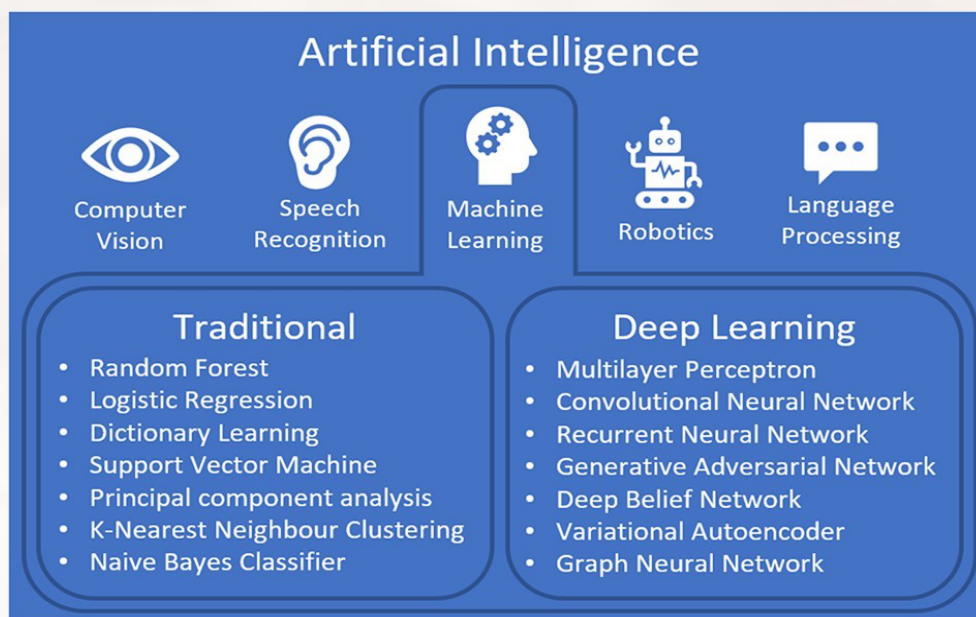 Artificial Intelligence
Computer
Vision
Speech
Recognition
Machine
Learning
Robotics
Language
Processing
Traditional
• Random Forest
• Logistic Regression
• Dictionary Learning
• Support Vector Machine
• Principal component analysis
• K-Nearest Neighbour Clustering
• Naive Bayes Classifier
Deep Learning
• Multilayer Perceptron
• Convolutional Neural Network
• Recurrent Neural Network
• Generative Adversarial Network
• Deep Belief Network
• Variational Autoencoder
• Graph Neural Network